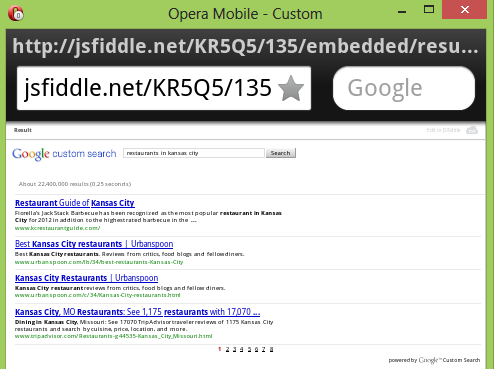 Opera Mobile - Custom
http://jsfiddle.net/KR5Q5/135/embedded/resu...
jsfiddle.net/KR5Q5/135
Google
Result
Edit in JSFiddle
Google custom search
restaurants in kansas city
Search
About 22,400,000 results (0.25 seconds)
Restaurant Guide of Kansas City
Fiorella's Jack Stack Barbecue has been recognized as the most popular restaurant in Kansas
City for 2012 in addition to the highest rated barbecue in the ...
www.kcrestaurantguide.com/
Best Kansas City restaurants | Urbanspoon
Best Kansas City restaurants. Reviews from critics, food blogs and fellow diners.
www.urbanspoon.com/lb/34/best-restaurants-Kansas-City
Kansas City Restaurants | Urbanspoon
Kansas City restaurant reviews from critics, food blogs and fellow diners.
www.urbanspoon.com/c/34/Kansas-City-restaurants.html
Kansas City, MO Restaurants: See 1,175 restaurants with 17,070 ...
Dining in Kansas City, Missouri: See 17070 TripAdvisor traveler reviews of 1175 Kansas City
restaurants and search by cuisine, price, location, and more.
www.tripadvisor.com/Restaurants-g44535-Kansas_City_Missouri.html
1 2 3 4 5 6 7 8
powered by Google™ Custom Search